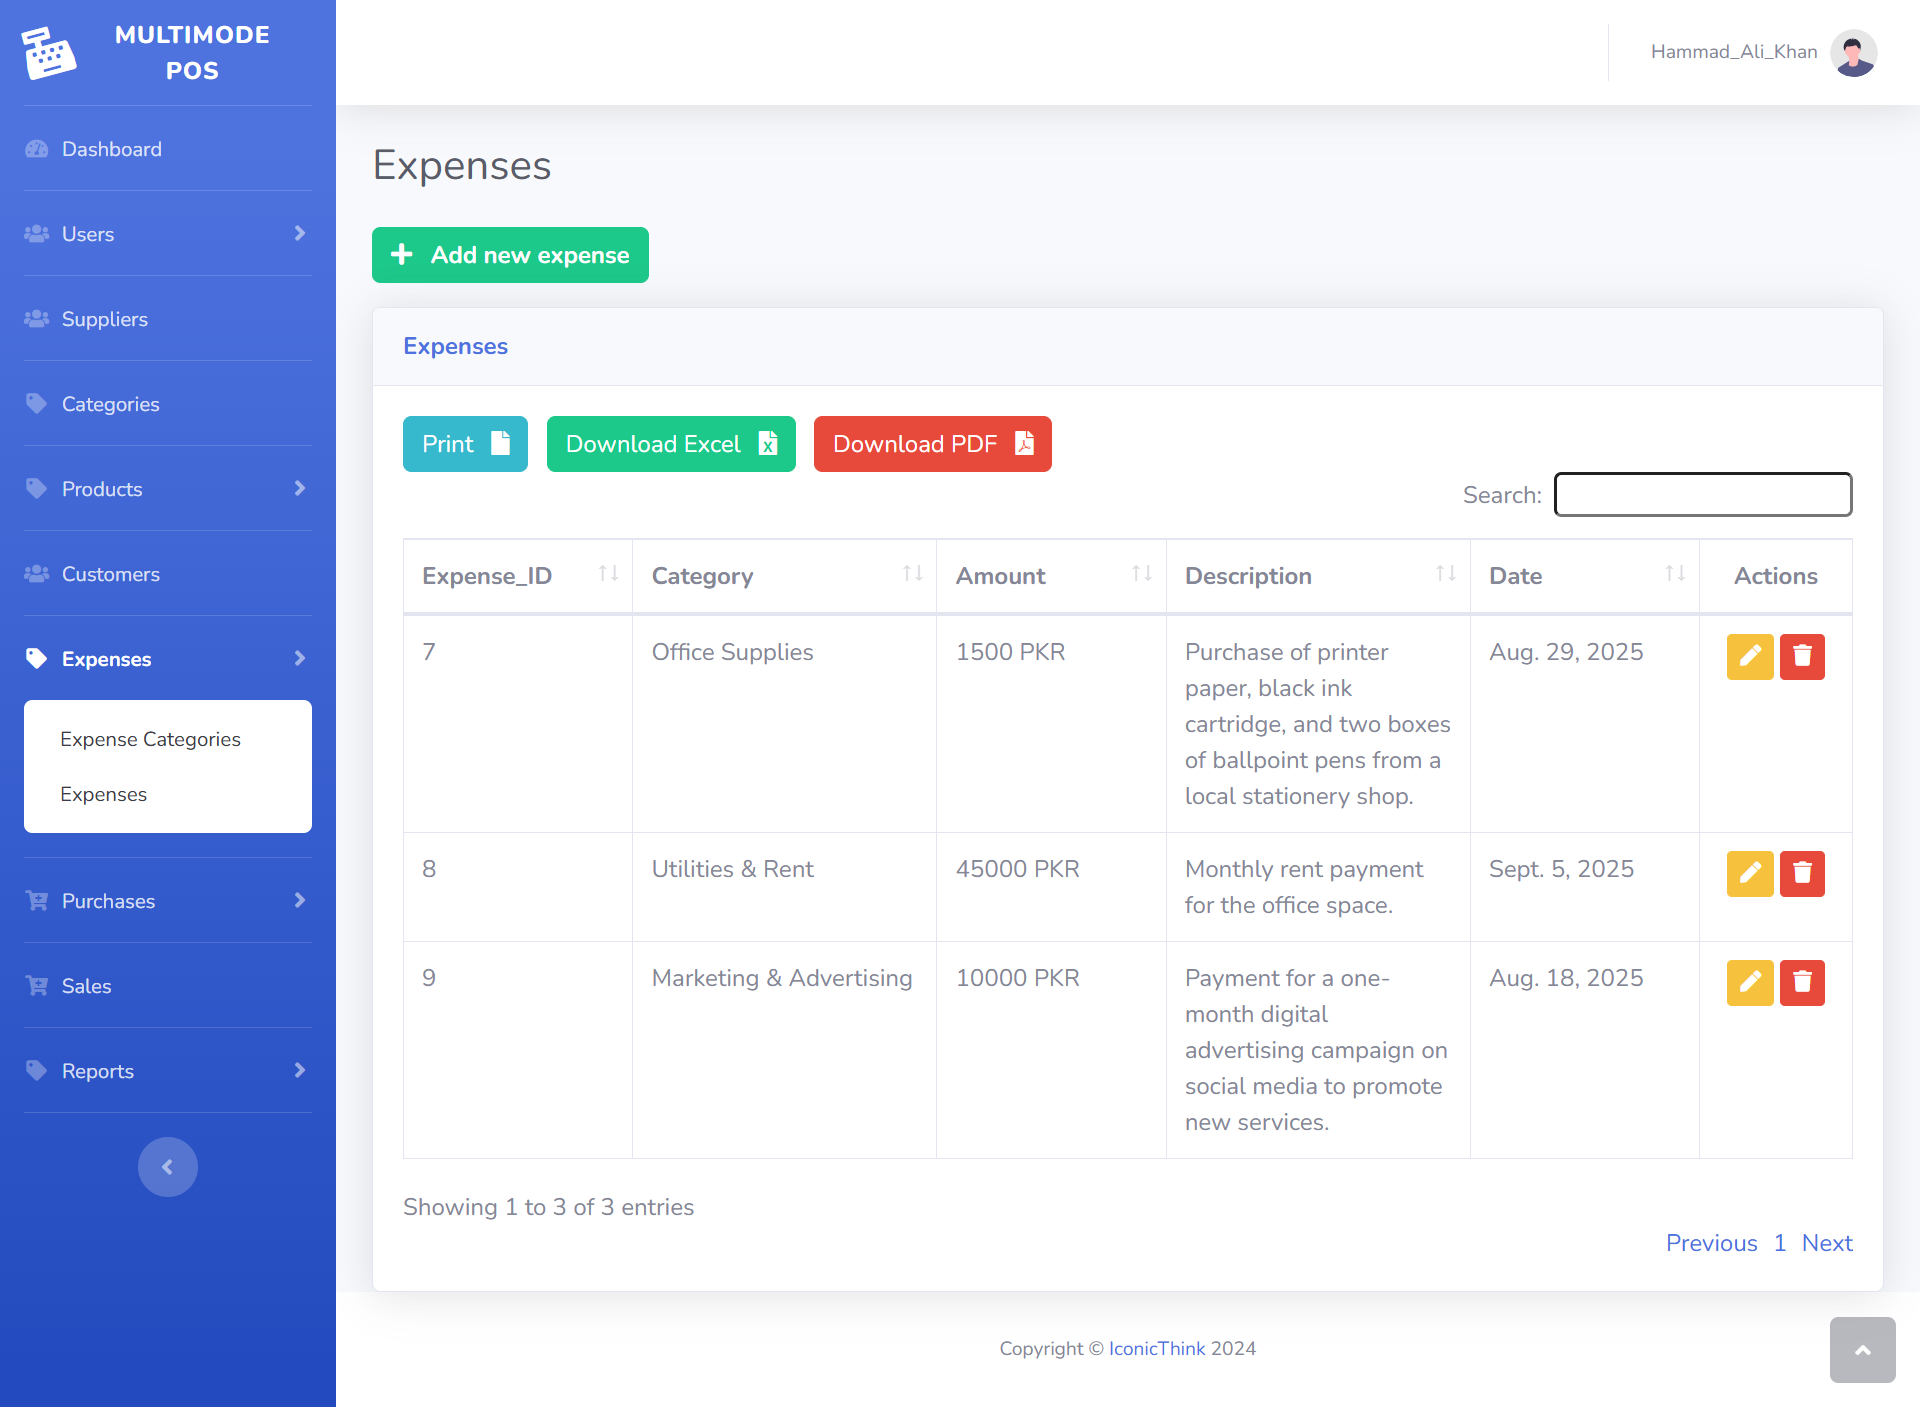 MULTIMODE
POS
Hammad_Ali_Khan
Dashboard
Users
Suppliers
Categories
Products
Customers
Expenses
Expense Categories
Expenses
Purchases
Sales
Reports
Expenses
Add new expense
Expenses
Print
Download Excel
Download PDF
Search:
Expense_ID Category Amount Description Date Actions
7 Office Supplies 1500 PKR Purchase of printer Aug. 29, 2025
paper, black ink
cartridge, and two boxes
of ballpoint pens from a
local stationery shop.
8 Utilities & Rent 45000 PKR Monthly rent payment Sept. 5, 2025
for the office space.
9 Marketing & Advertising 10000 PKR Payment for a one- Aug. 18, 2025
month digital
advertising campaign on
social media to promote
new services.
Showing 1 to 3 of 3 entries
Previous 1 Next
Copyright © IconicThink 2024